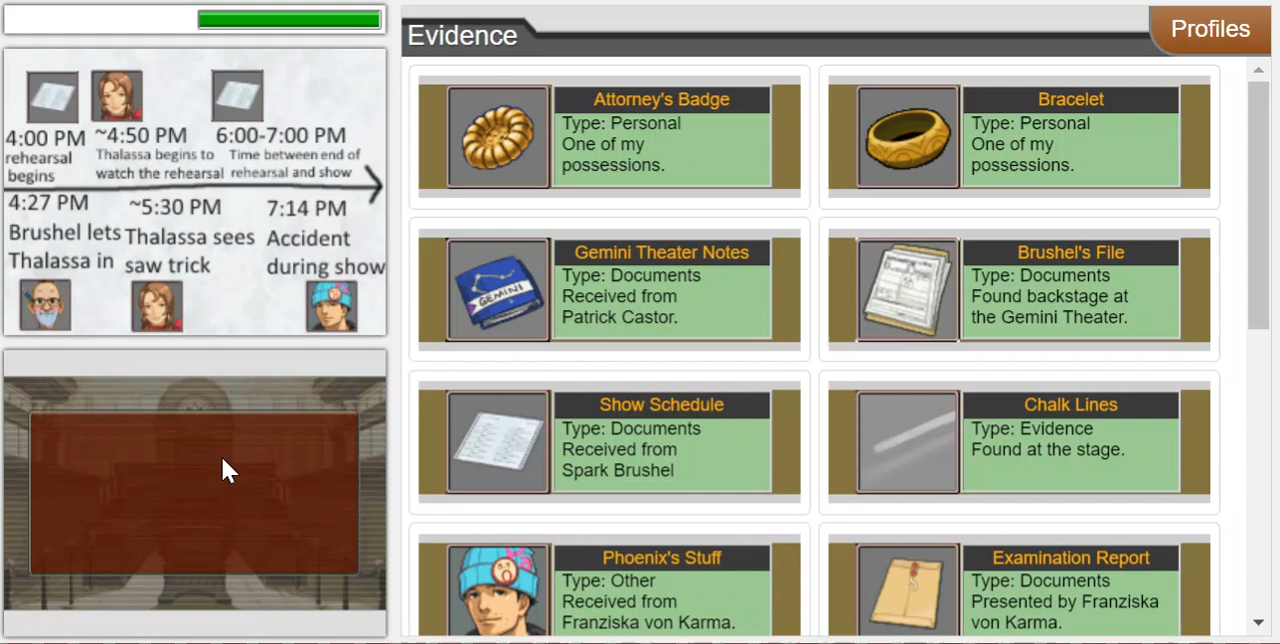 Evidence
Profiles
4:00 PM
rehearsal
begins
~4:50 PM
Thalassa begins to
watch the rehearsal
6:00-7:00 PM
Time between end of
rehearsal and show
4:27 PM
Brushel lets
Thalassa in
~5:30 PM
Thalassa sees
saw trick
7:14 PM
Accident
during show
Attorney's Badge
Type: Personal
One of my
possessions.
Bracelet
Type: Personal
One of my
possessions.
Gemini Theater Notes
GEMINI
Type: Documents
Received from
Patrick Castor.
Brushel's File
Type: Documents
Found backstage at
the Gemini Theater.
Show Schedule
Type: Documents
Received from
Spark Brushel
Chalk Lines
Type: Evidence
Found at the stage.
Phoenix's Stuff
Type: Other
Received from
Franziska von Karma.
Examination Report
Type: Documents
Presented by Franziska
von Karma.